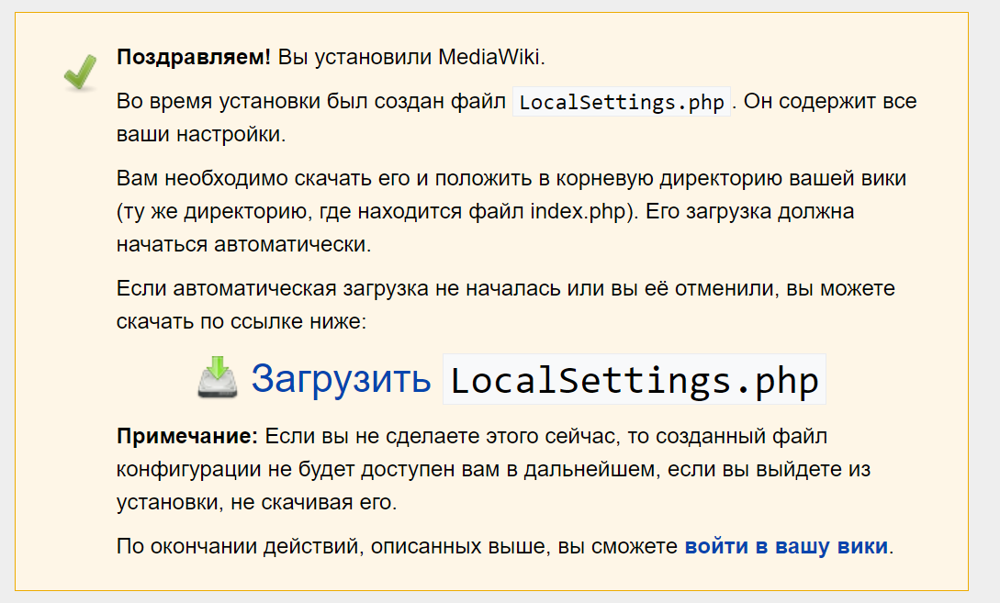 Поздравляем! Вы установили MediaWiki.
Во время установки был создан файл LocalSettings.php. Он содержит все
ваши настройки.
Вам необходимо скачать его и положить в корневую директорию вашей вики
(ту же директорию, где находится файл index.php). Его загрузка должна
начаться автоматически.
Если автоматическая загрузка не началась или вы её отменили, вы можете
скачать по ссылке ниже:
Загрузить LocalSettings.php
Примечание: Если вы не сделаете этого сейчас, то созданный файл
конфигурации не будет доступен вам в дальнейшем, если вы выйдете из
установки, не скачивая его.
По окончании действий, описанных выше, вы сможете войти в вашу вики.